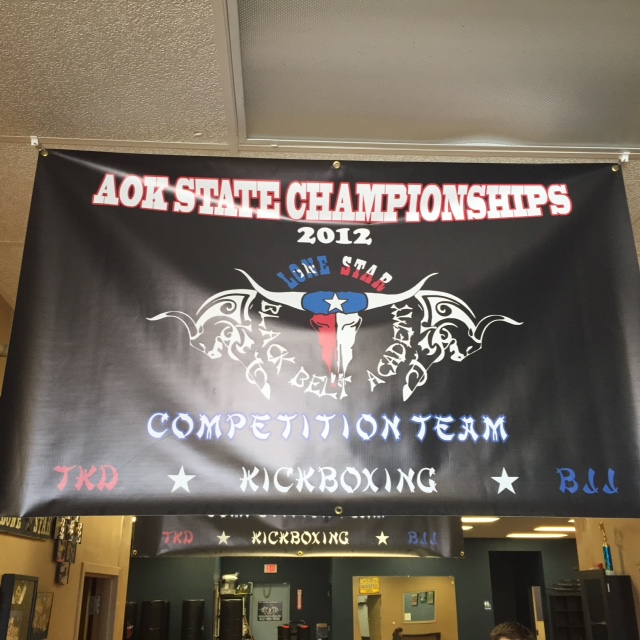 AOK STATE CHAMPIONSHIPS
2012
LONE STAR
BLACK BELT ACADEMY
COMPETITION TEAM
TKD ★ KICKBOXING ★ BJJ
TKD ★ KICKBOXING ★ BJJ